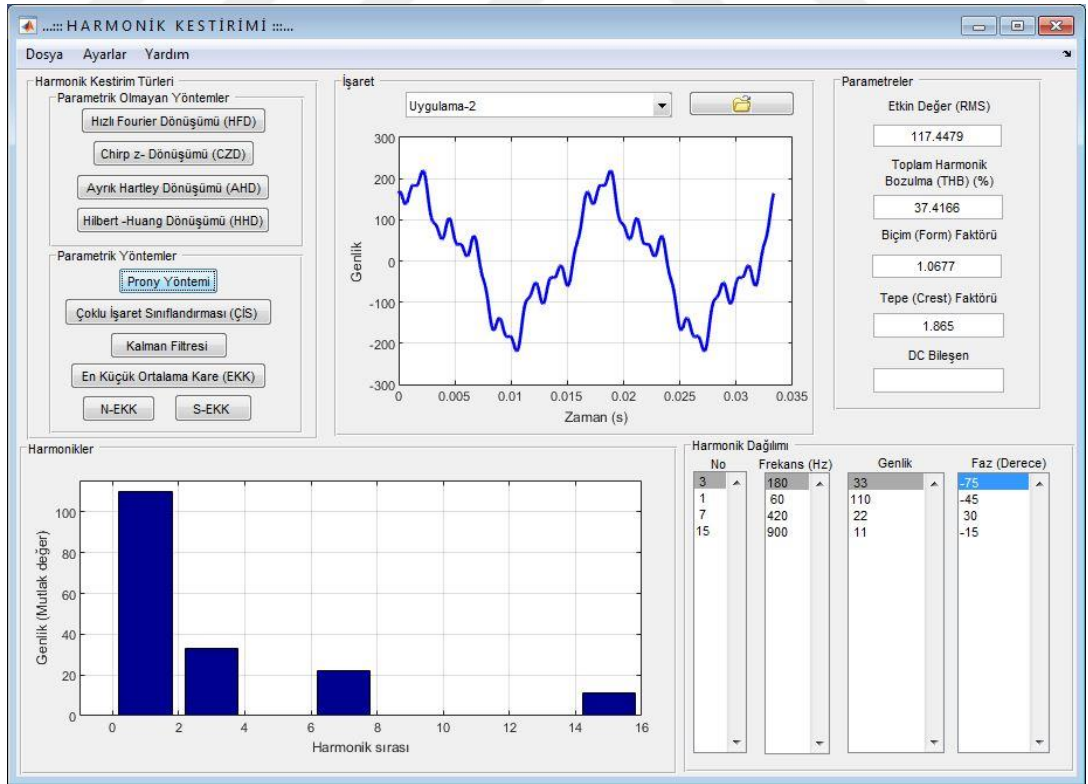 ...::: HARMONİK KESTİRİMİ :::...
Dosya Ayarlar Yardım
Harmonik Kestirim Türleri
Parametrik Olmayan Yöntemler
Hızlı Fourier Dönüşümü (HFD)
Chirp z- Dönüşümü (CZD)
Ayrık Hartley Dönüşümü (AHD)
Hilbert -Huang Dönüşümü (HHD)
Parametrik Yöntemler
Prony Yöntemi
Çoklu İşaret Sınıflandırması (ÇİS)
Kalman Filtresi
En Küçük Ortalama Kare (EKK)
N-EKK S-EKK
İşaret
Uygulama-2
300
200
100
0
-100
-200
-300
Genlik
0 0.005 0.01 0.015 0.02 0.025 0.03 0.035
Zaman (s)
Parametreler
Etkin Değer (RMS)
117.4479
Toplam Harmonik
Bozulma (THB) (%)
37.4166
Biçim (Form) Faktörü
1.0677
Tepe (Crest) Faktörü
1.865
DC Bileşen
Harmonikler
100
80
60
40
20
0
Genlik (Mutlak değer)
0 2 4 6 8 10 12 14 16
Harmonik sırası
Harmonik Dağılımı
No Frekans (Hz) Genlik Faz (Derece)
3 180 33 -75
1 60 110 -45
7 420 22 30
15 900 11 -15